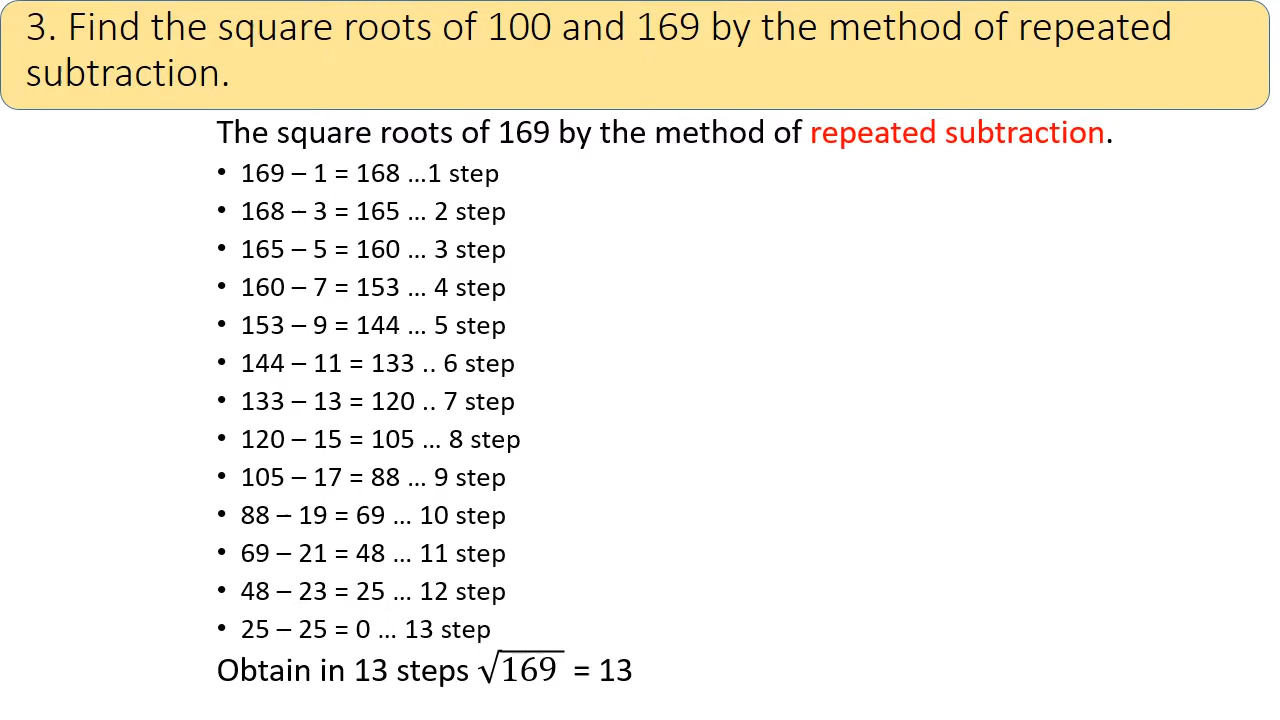 3. Find the square roots of 100 and 169 by the method of repeated
subtraction.
The square roots of 169 by the method of repeated subtraction.
• 169 – 1 = 168 …1 step
• 168 – 3 = 165 … 2 step
• 165 – 5 = 160 … 3 step
• 160 – 7 = 153 … 4 step
• 153 – 9 = 144 … 5 step
• 144 – 11 = 133 .. 6 step
• 133 – 13 = 120 .. 7 step
• 120 – 15 = 105 … 8 step
• 105 – 17 = 88 … 9 step
• 88 – 19 = 69 … 10 step
• 69 – 21 = 48 … 11 step
• 48 – 23 = 25 … 12 step
• 25 – 25 = 0 … 13 step
Obtain in 13 steps √169 = 13